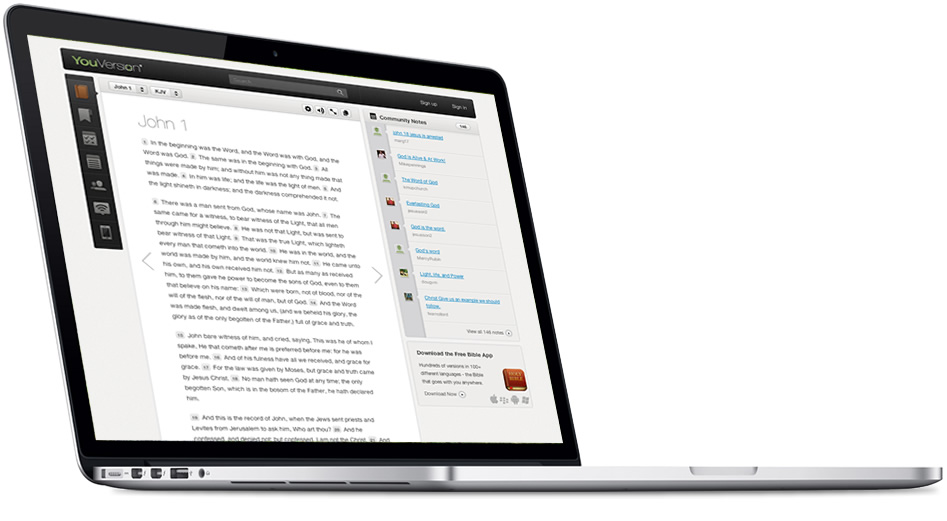 YouVersion
Search
Sign up Sign in
John 1 KJV
John 1
1. In the beginning was the Word, and the Word was with God, and the
Word was God. 2. The same was in the beginning with God. 3. All
things were made by him; and without him was not any thing made that
was made. 4. In him was life; and the life was the light of men. 5. And
the light shineth in darkness; and the darkness comprehended it not.
6. There was a man sent from God, whose name was John. 7. The
same came for a witness, to bear witness of the Light, that all men
through him might believe. 8. He was not that Light, but was sent to
bear witness of that Light. 9. That was the true Light, which lighteth
every man that cometh into the world. 10. He was in the world, and the
world was made by him, and the world knew him not. 11. He came unto
his own, and his own received him not. 12. But as many as received
him, to them gave he power to become the sons of God, even to them
that believe on his name: 13. Which were born, not of blood, nor of the
will of the flesh, nor of the will of man, but of God. 14. And the Word
was made flesh, and dwelt among us, (and we beheld his glory, the
glory as of the only begotten of the Father,) full of grace and truth.
15. John bare witness of him, and cried, saying, This was he of whom I
spake, He that cometh after me is preferred before me: for he was
before me. 16. And of his fulness have all we received, and grace for
grace. 17. For the law was given by Moses, but grace and truth came
by Jesus Christ. 18. No man hath seen God at any time; the only
begotten Son, which is in the bosom of the Father, he hath declared
him.
19. And this is the record of John, when the Jews sent priests and
Levites from Jerusalem to ask him, Who art thou? 20. And he
confessed, and denied not; but confessed, I am not the Christ. 21. And
Community Notes
148
john 18 jesus is arrested
God is Alive & At Work!
The Word of God
Everlasting God
God is the word.
God's word
Light, life, and Power
Christ Give us an example we should
follow.
View all 148 notes
Download the Free Bible App
Hundreds of versions in 100+
different languages - the Bible
that goes with you anywhere.
Download Now
HOLY
BIBLE